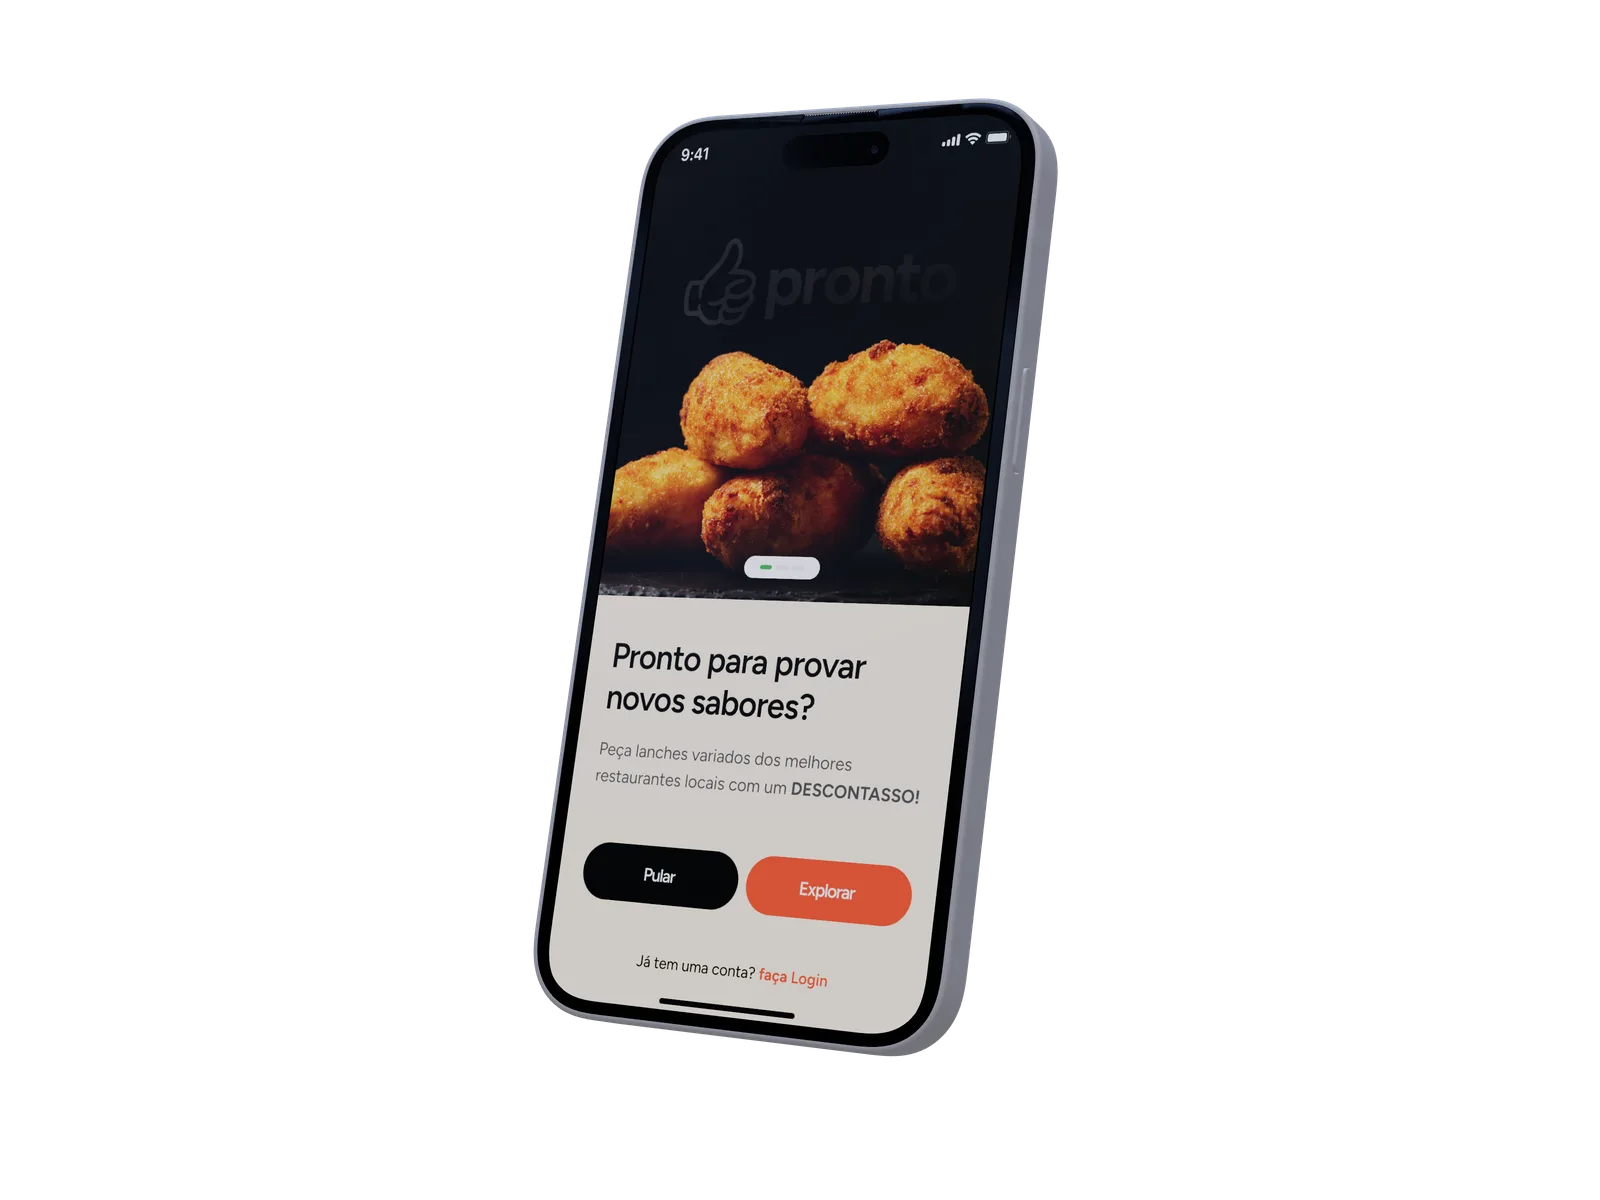 9:41
pronto
Pronto para provar
novos sabores?
Peça lanches variados dos melhores
restaurantes locais com um DESCONTASSO!
Pular
Explorar
Já tem uma conta? faça Login